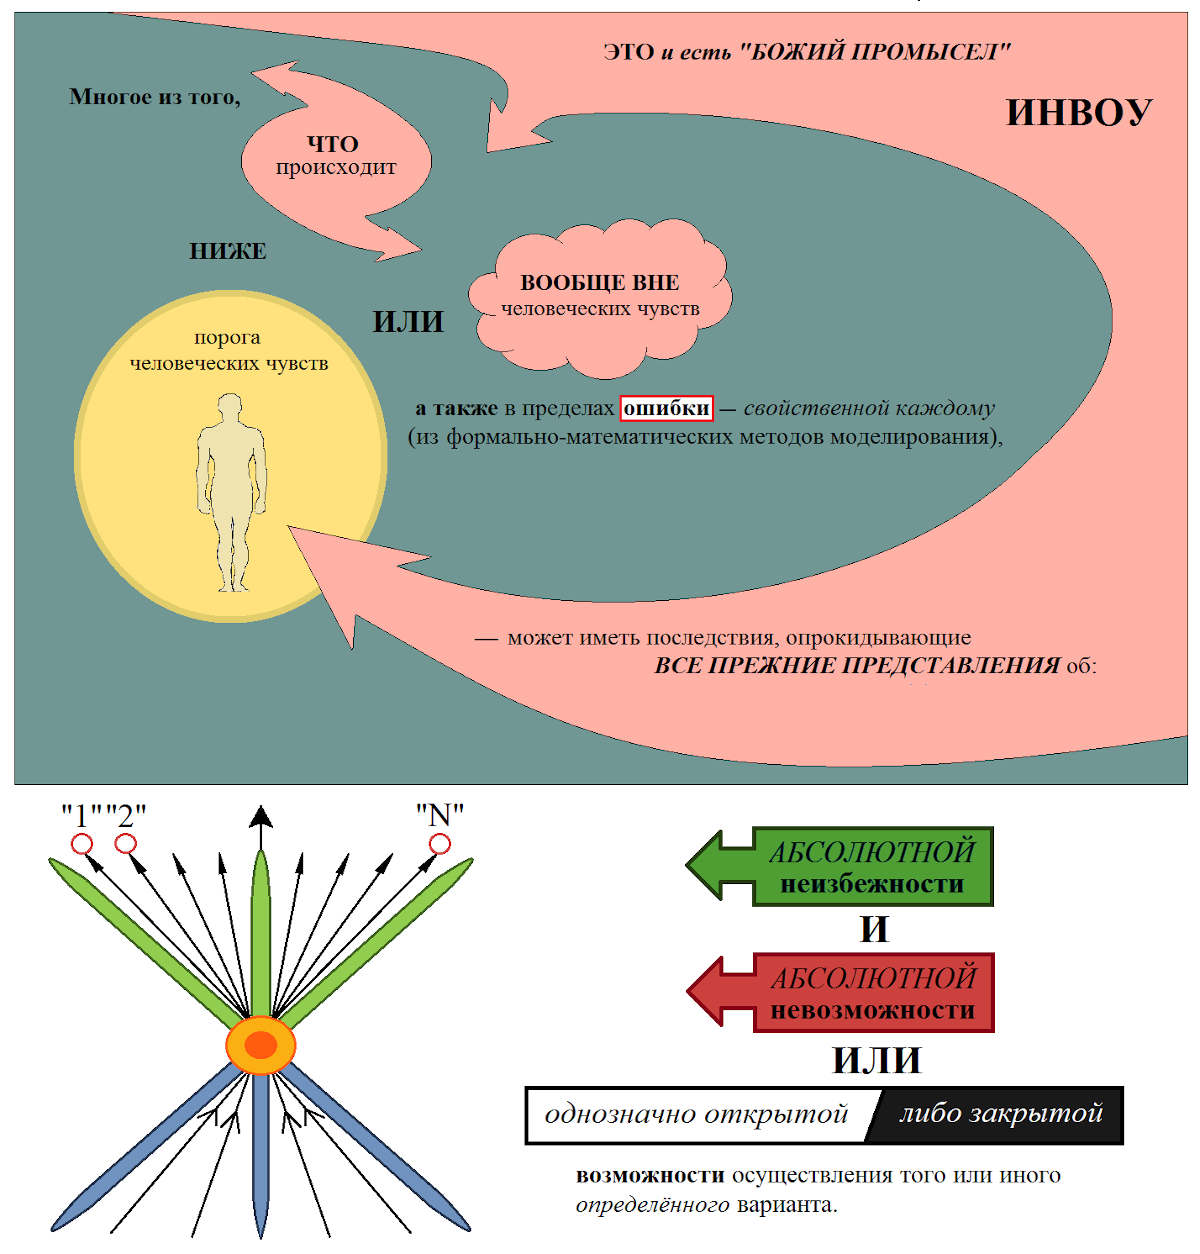 ЭТО и есть "БОЖИЙ ПРОМЫСЕЛ"
ИНВОУ
Многое из того,
ЧТО
происходит
НИЖЕ
порога
человеческих чувств
ИЛИ
ВООБЩЕ ВНЕ
человеческих чувств
а также в пределах ошибки — свойственной каждому
(из формально-математических методов моделирования),
— может иметь последствия, опрокидывающие
ВСЕ ПРЕЖНИЕ ПРЕДСТАВЛЕНИЯ об:
"1" "2" "N"
АБСОЛЮТНОЙ
неизбежности
И
АБСОЛЮТНОЙ
невозможности
ИЛИ
однозначно открытой либо закрытой
возможности осуществления того или иного
определённого варианта.